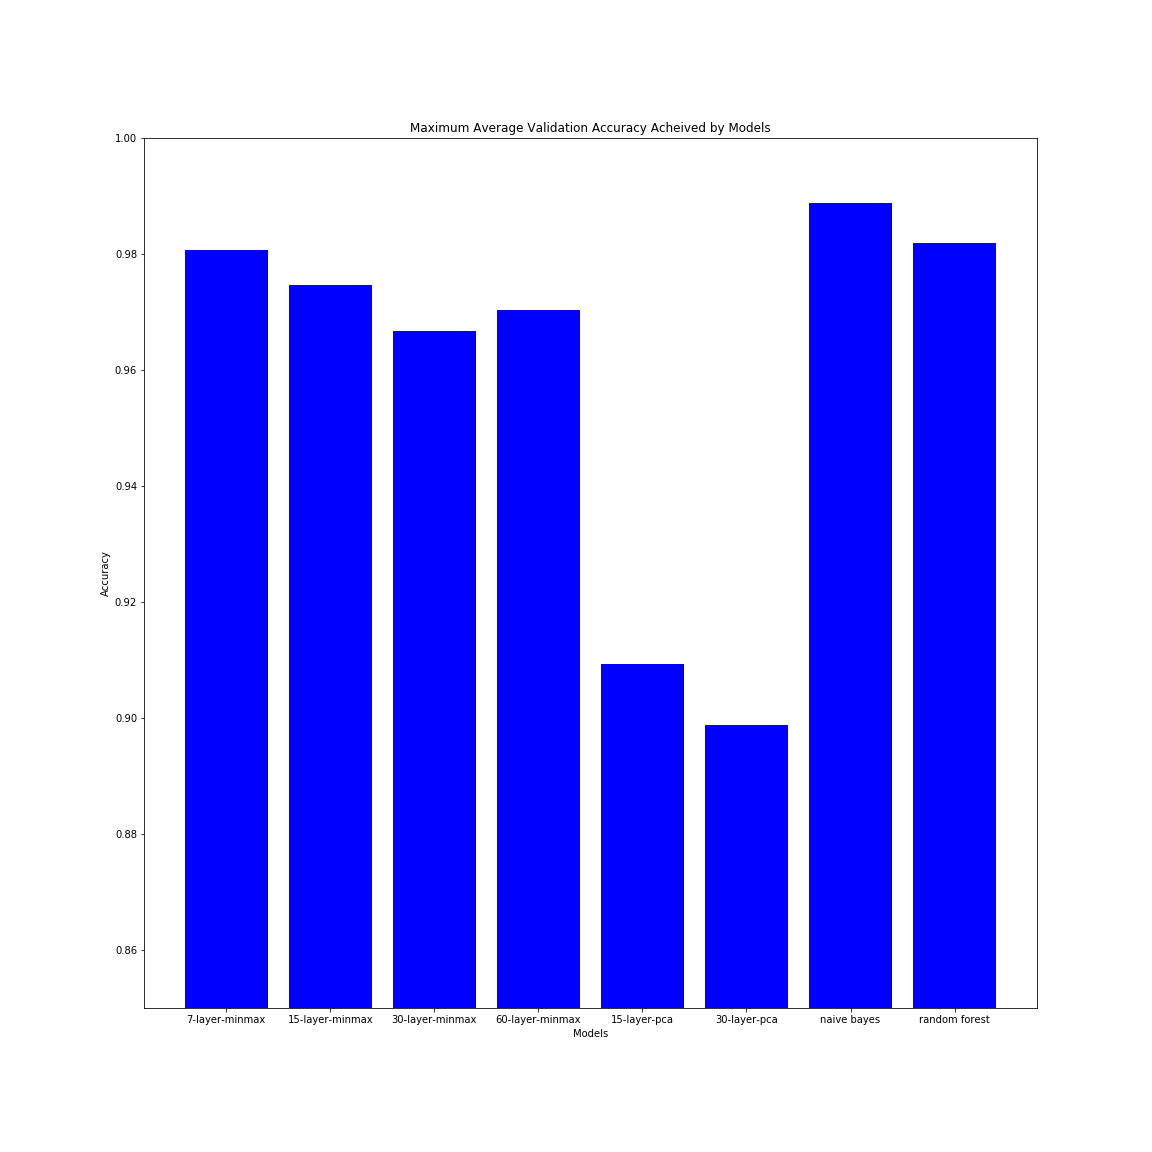 Maximum Average Validation Accuracy Acheived by Models
1.00
0.98
0.96
0.94
0.92
0.90
0.88
0.86
Accuracy
7-layer-minmax 15-layer-minmax 30-layer-minmax 60-layer-minmax 15-layer-pca 30-layer-pca naive bayes random forest
Models